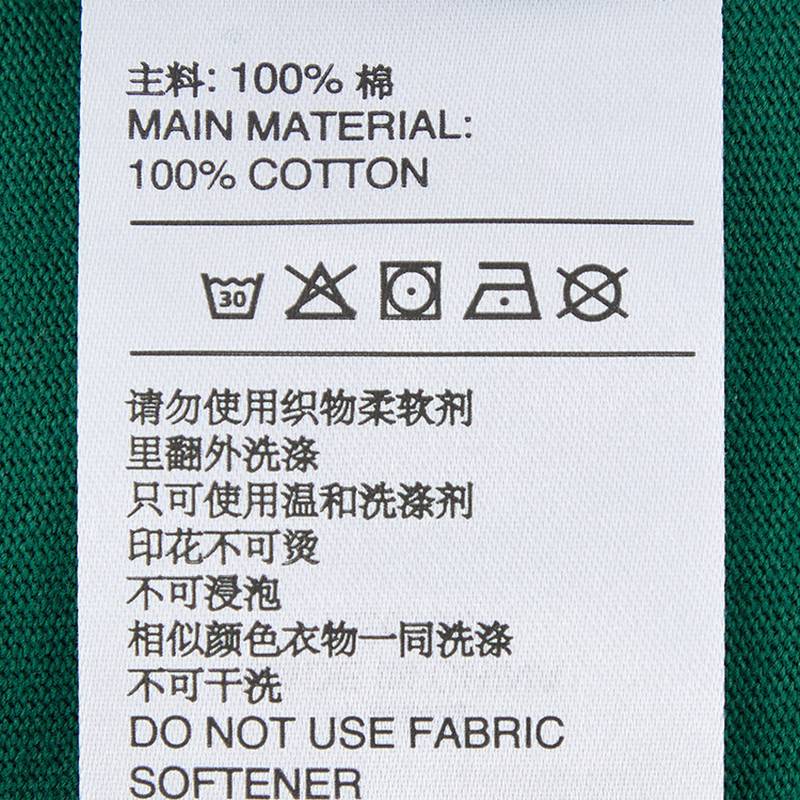 主料: 100% 棉
MAIN MATERIAL:
100% COTTON
30
请勿使用织物柔软剂
里翻外洗涤
只可使用温和洗涤剂
印花不可烫
不可浸泡
相似颜色衣物一同洗涤
不可干洗
DO NOT USE FABRIC
SOFTENER